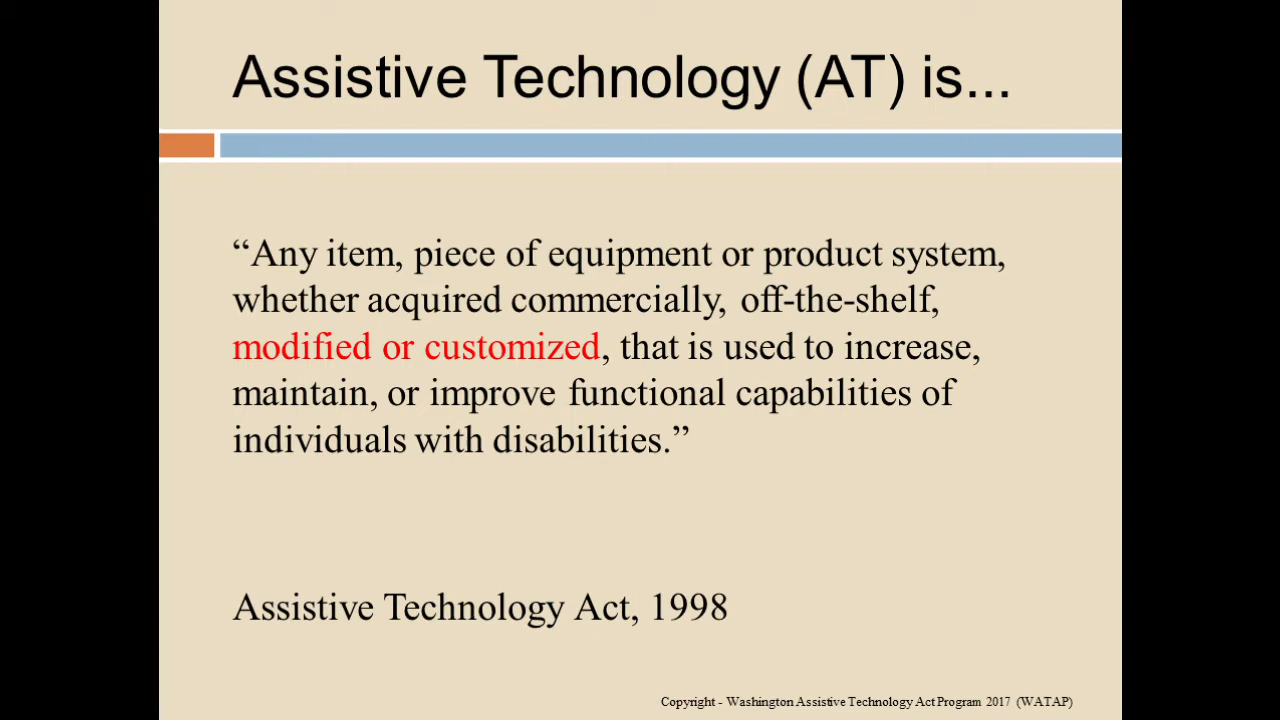 Assistive Technology (AT) is...
“Any item, piece of equipment or product system,
whether acquired commercially, off-the-shelf,
modified or customized, that is used to increase,
maintain, or improve functional capabilities of
individuals with disabilities.”
Assistive Technology Act, 1998
Copyright - Washington Assistive Technology Act Program 2017 (WATAP)